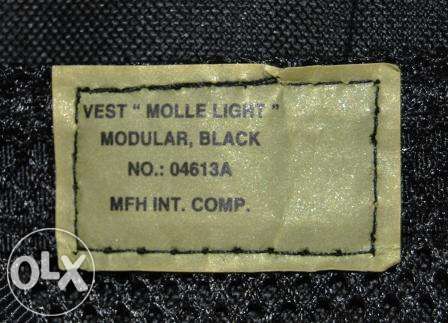 VEST “ MOLLE LIGHT ”
MODULAR, BLACK
NO.: 04613A
MFH INT. COMP.
OLX